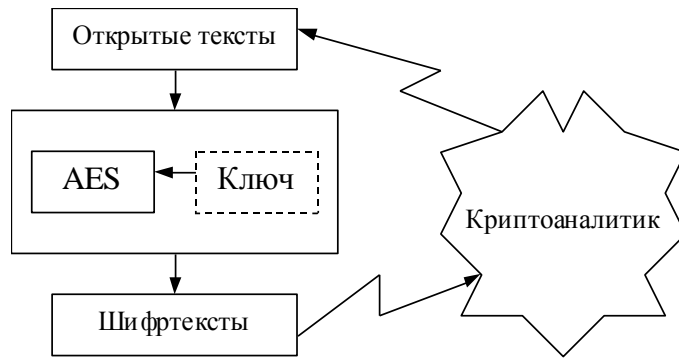 Открытые тексты
AES
Ключ
Криптоаналитик
Шифртексты